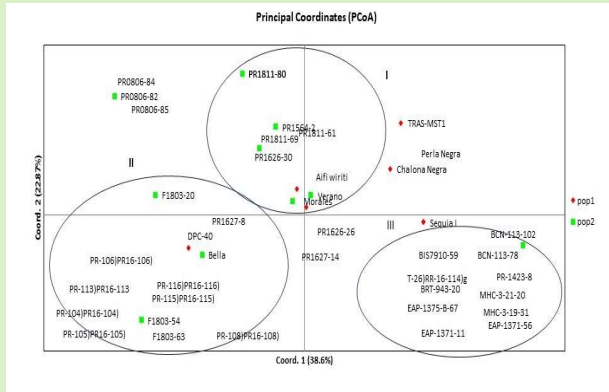 Principal Coordinates (PCoA)
I
PR0806-84
PR1811-80
PR0806-82
PR0806-85
TRAS-MST1
PR1564-2
PR1811-61
PR1811-69
Perla Negra
PR1626-30
II
Chalona Negra
Aifi wiriti
F1803-20
Verano
Morales
pop1
PR1627-8
Sequia I
III
pop2
DPC-40
PR1626-26
BCN-113-102
Bella
BIS7910-59
BCN-113-78
PR-106)PR16-106)
PR1627-14
T-26)RR-16-114)g
PR-1423-8
PR-113)PR16-113
PR-116)PR16-116)
BRT-943-20
MHC-3-21-20
PR-115)PR16-115)
EAP-1375-B-67
MHC-3-19-31
PR-104)PR16-104)
F1803-54
EAP-1371-56
PR-105)PR16-105)
F1803-63
PR-108)PR16-108)
EAP-1371-11
Coord. 2 (22.87%)
Coord. 1 (38.6%)